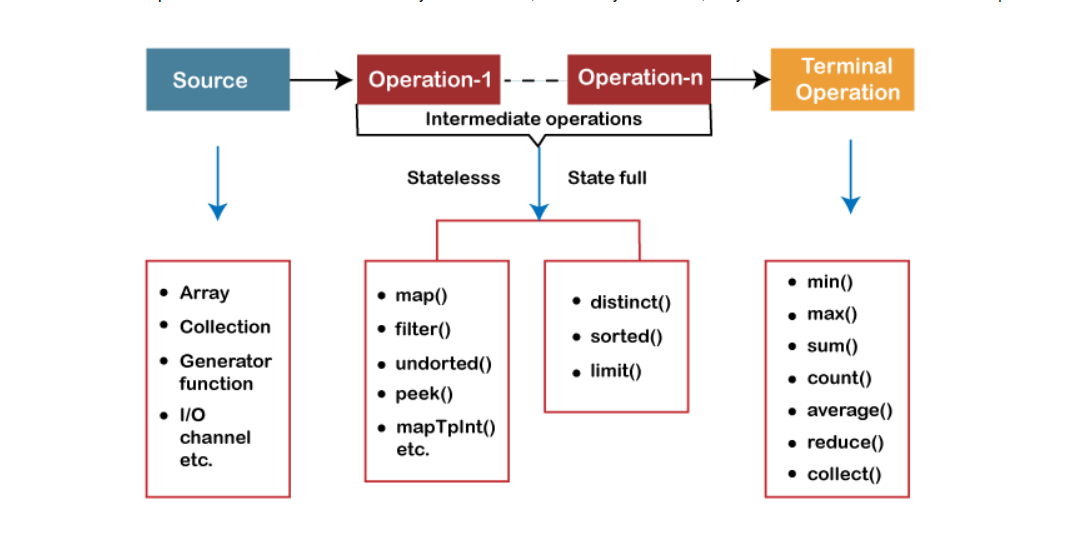 Source
Operation-1
Operation-n
Terminal
Operation
Intermediate operations
Statelesss
State full
Array
Collection
Generator
function
I/O
channel
etc.
map()
filter()
undorted()
peek()
mapTpInt()
etc.
distinct()
sorted()
limit()
min()
max()
sum()
count()
average()
reduce()
collect()